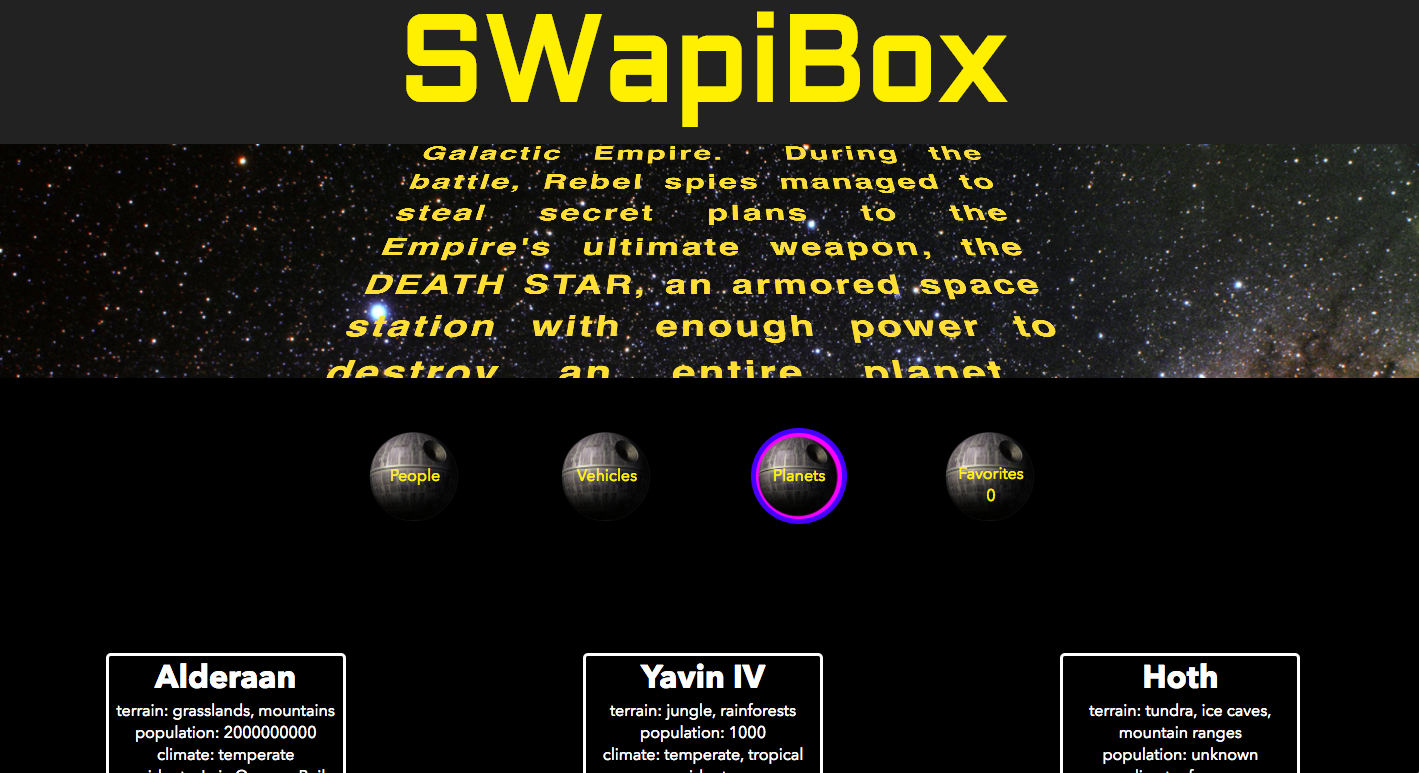 SWapiBox
Galactic Empire. During the
battle, Rebel spies managed to
steal secret plans to the
Empire's ultimate weapon, the
DEATH STAR, an armored space
station with enough power to
destroy an entire planet
People
Vehicles
Planets
Favorites
0
Alderaan
terrain: grasslands, mountains
population: 2000000000
climate: temperate
Yavin IV
terrain: jungle, rainforests
population: 1000
climate: temperate, tropical
Hoth
terrain: tundra, ice caves,
mountain ranges
population: unknown